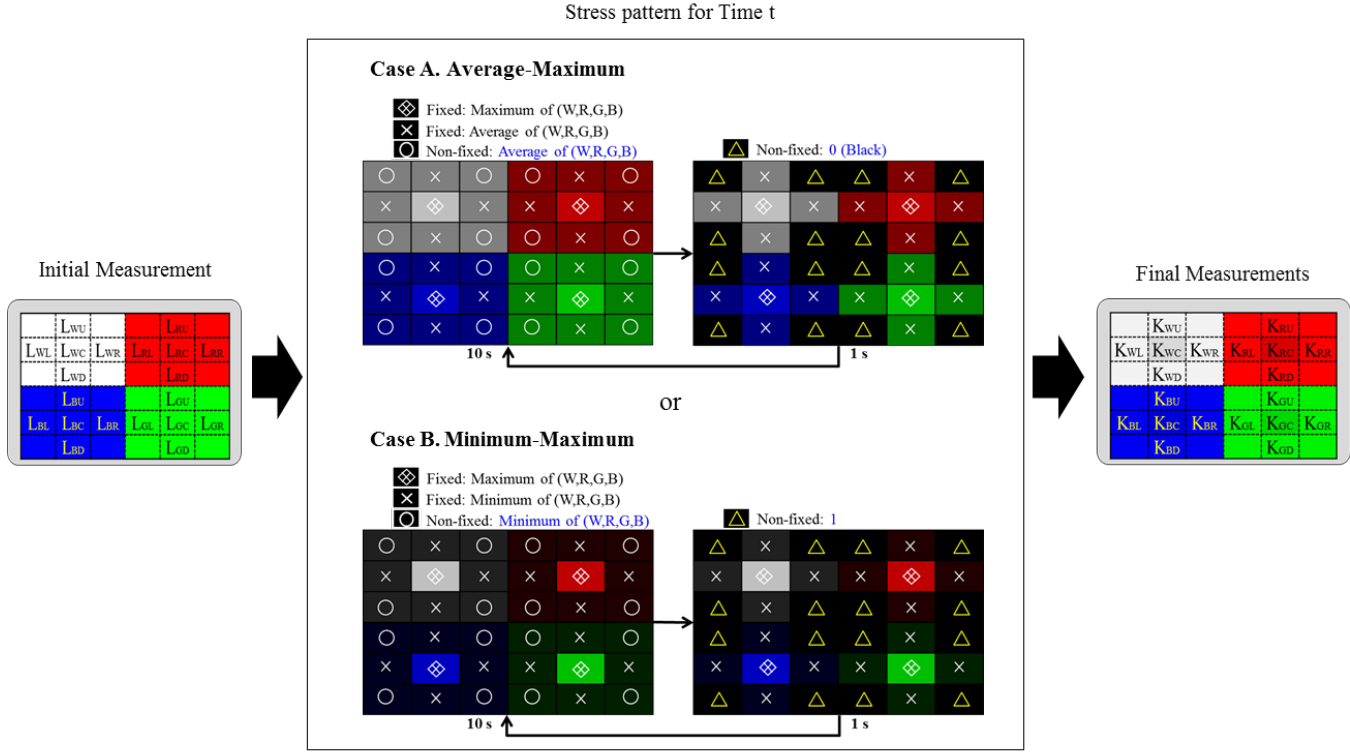 Stress pattern for Time t
Case A. Average-Maximum
Fixed: Maximum of (W,R,G,B)
Fixed: Average of (W,R,G,B)
Non-fixed: Average of (W,R,G,B)
Non-fixed: 0 (Black)
10 s
1 s
Initial Measurement
LWU
LRU
LWL LWC LWR LRL LRC LRR
LWD
LRD
LBU
LGU
LBL LBC LBR LGL LGC LGR
LBD
LGD
or
Case B. Minimum-Maximum
Fixed: Maximum of (W,R,G,B)
Fixed: Minimum of (W,R,G,B)
Non-fixed: Minimum of (W,R,G,B)
Non-fixed: 1
10 s
1 s
Final Measurements
KWU
KRU
KWL KWC KWR KRL KRC KRR
KWD
KRD
KBU
KGU
KBL KBC KBR KGL KGC KGR
KBD
KGD